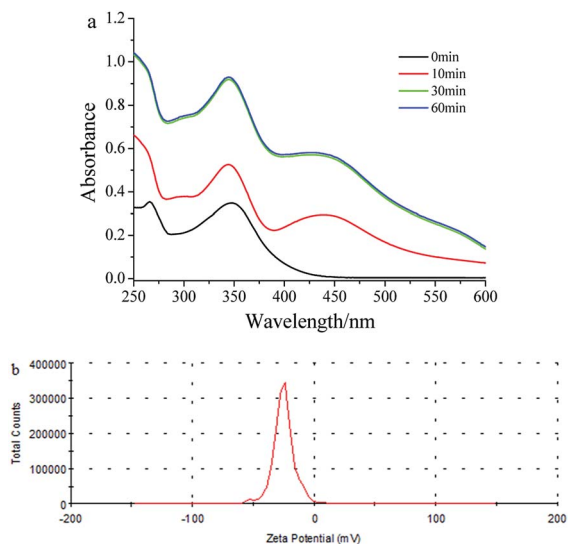 a
1.2
1.0
0.8
0.6
0.4
0.2
0.0
Absorbance
0min
10min
30min
60min
250 300 350 400 450 500 550 600
Wavelength/nm
b
400000
300000
200000
100000
0
Total Counts
-200 -100 0 100 200
Zeta Potential (mV)